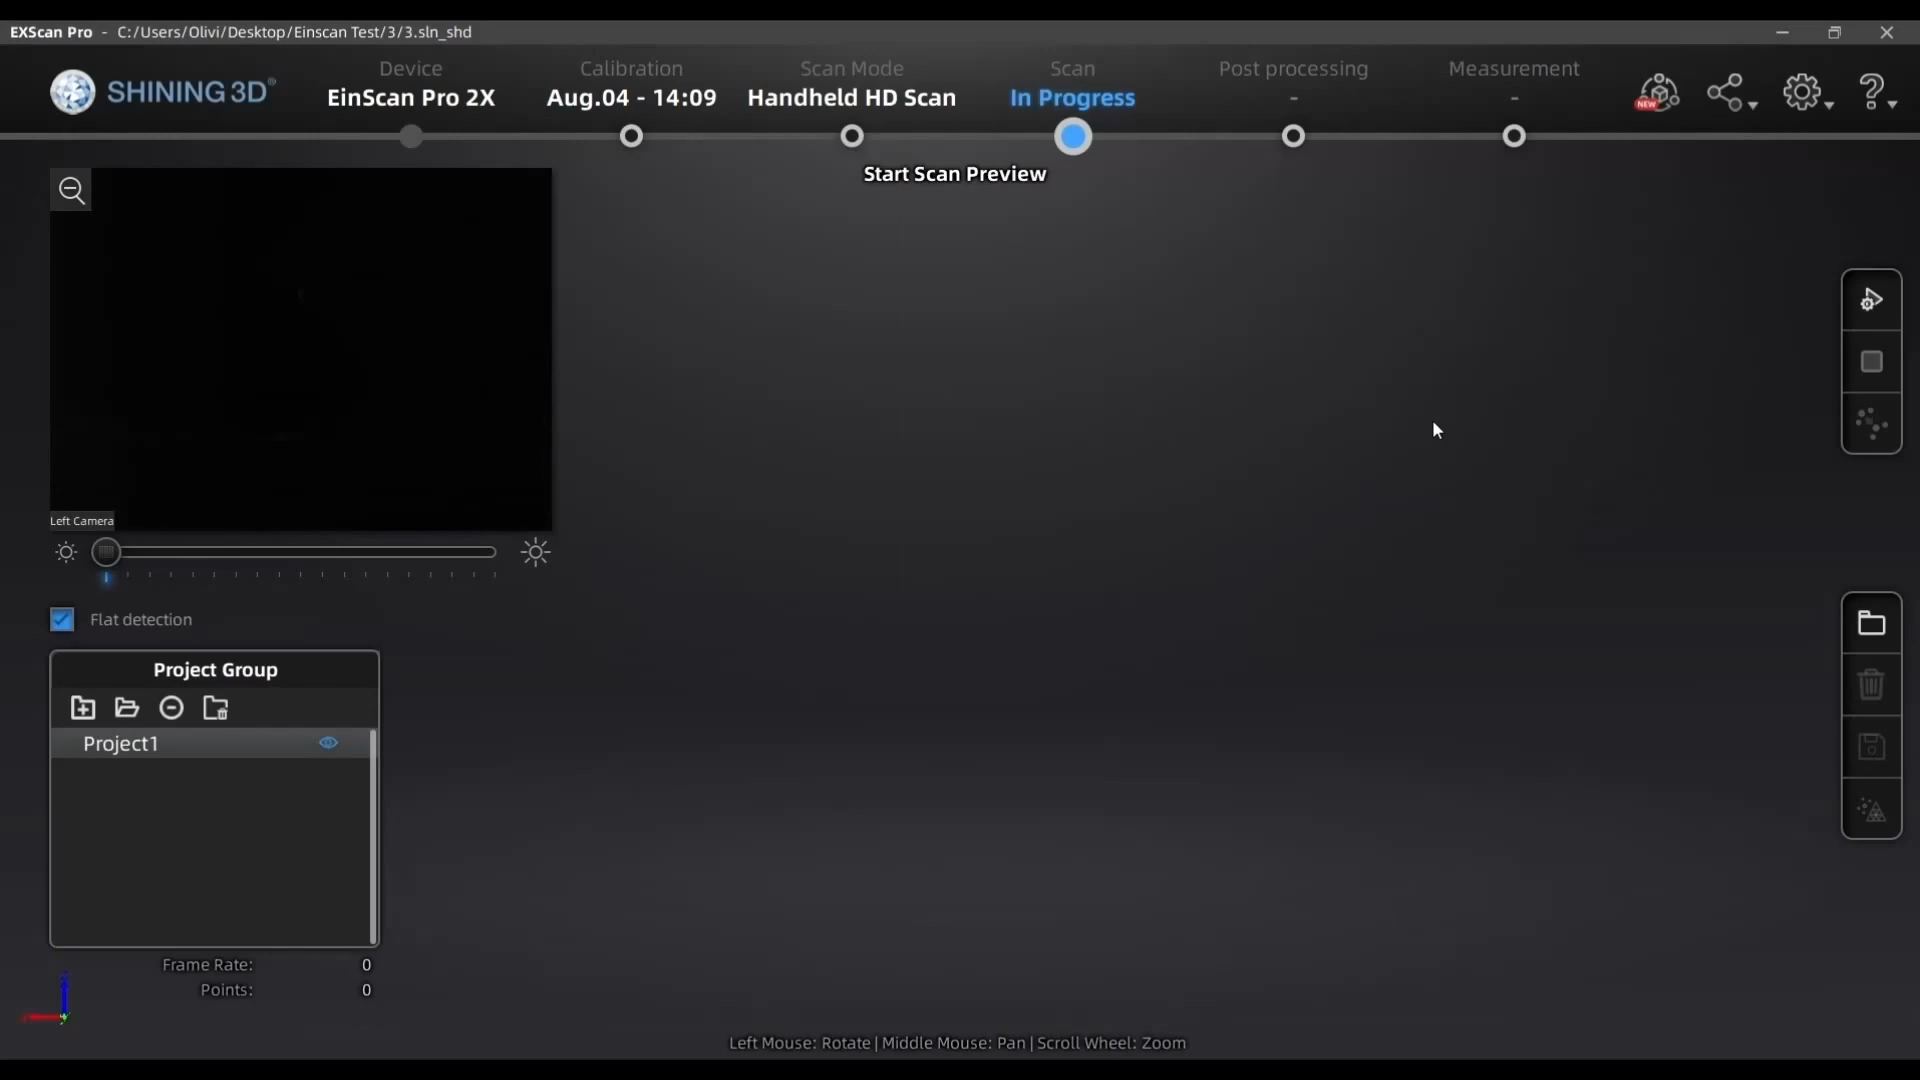 EXScan Pro - C:/Users/Olivi/Desktop/Einscan Test/3/3.sln_shd
SHINING 3D®
Device
EinScan Pro 2X
Calibration
Aug.04 - 14:09
Scan Mode
Handheld HD Scan
Scan
In Progress
Post processing
-
Measurement
-
NEW
Start Scan Preview
Left Camera
Flat detection
Project Group
Project1
Frame Rate: 0
Points: 0
Left Mouse: Rotate | Middle Mouse: Pan | Scroll Wheel: Zoom